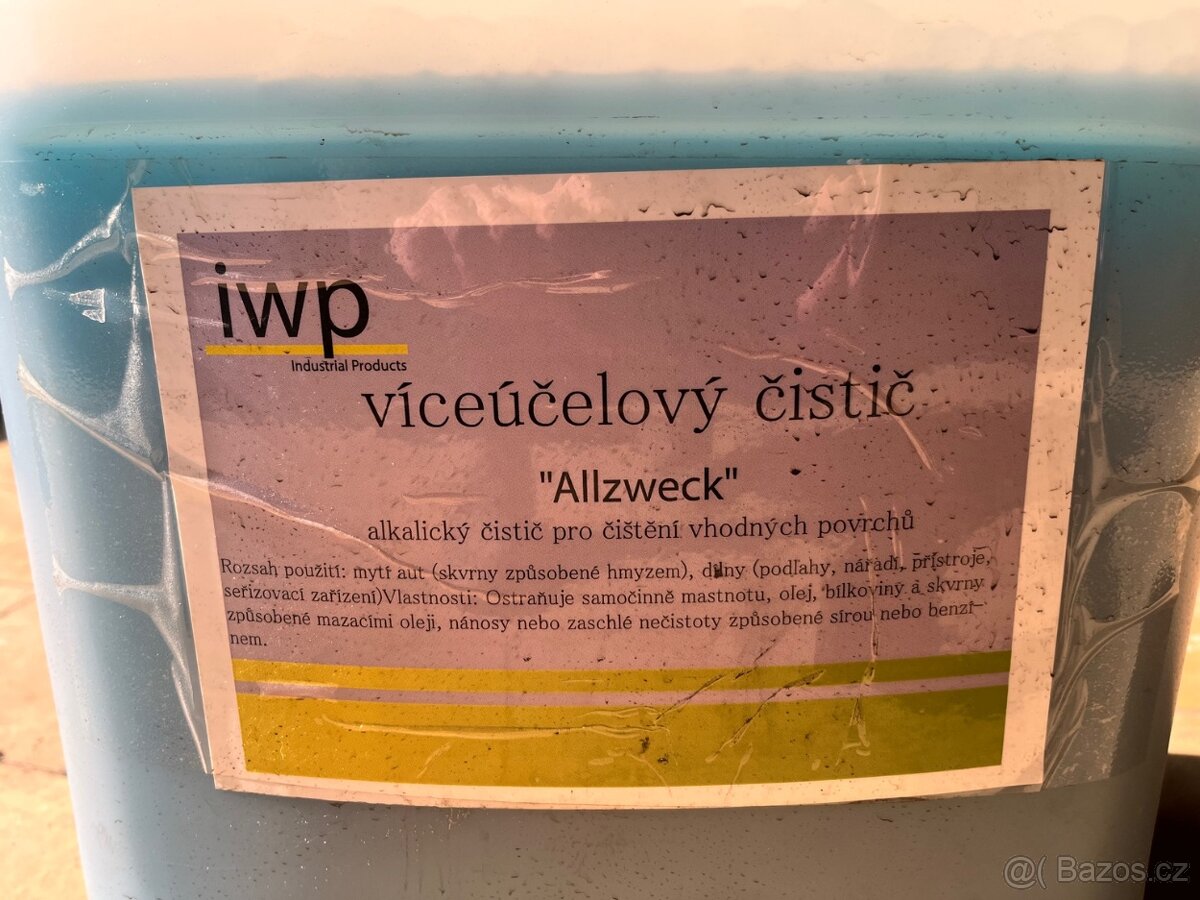 iwp
Industrial Products
víceúčelový čistič
"Allzweck"
alkalický čistič pro čištění vhodných povrchů
Rozsah použití: mytí aut (skvrny způsobené hmyzem), dílny (podlahy, nářadí, přístroje,
seřizovací zařízení)Vlastnosti: Ostraňuje samočinně mastnotu, olej, bílkoviny a skvrny
způsobené mazacími oleji, nánosy nebo zaschlé nečistoty způsobené sírou nebo benzí-
nem.
@( Bazos.cz